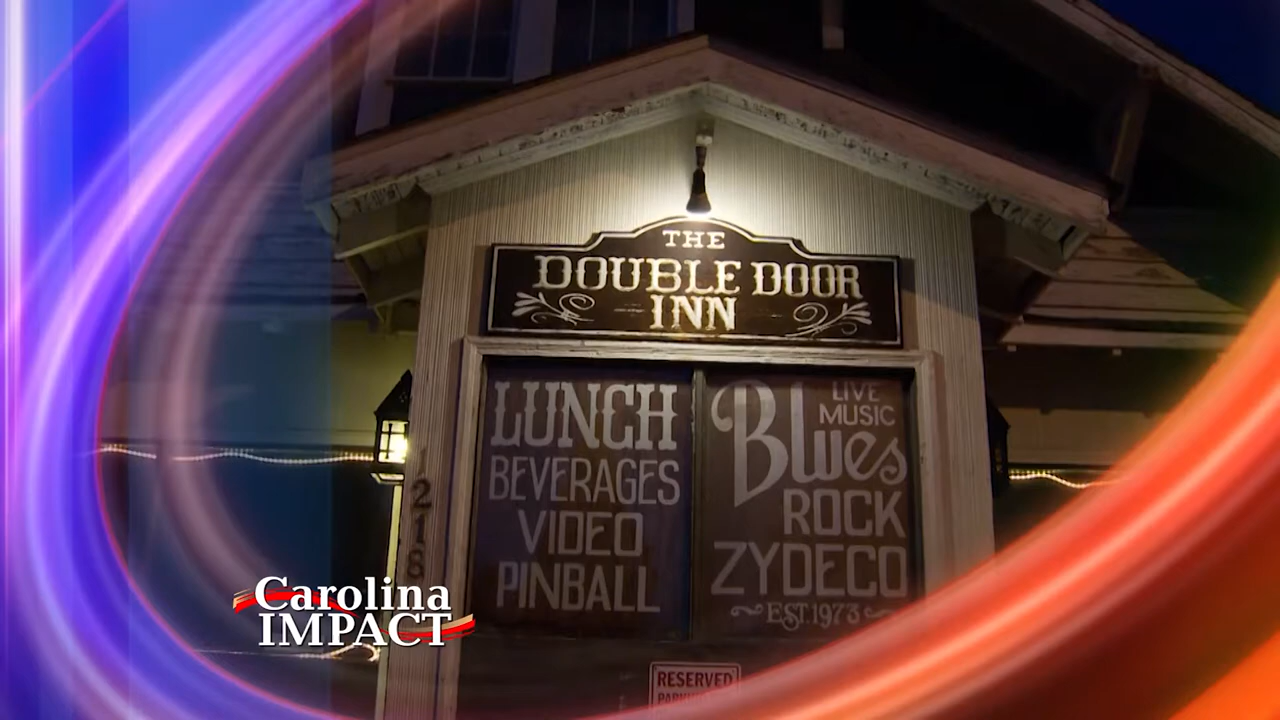 THE
DOUBLE DOOR
INN
LUNCH
BEVERAGES
VIDEO
PINBALL
LIVE
MUSIC
Blues
ROCK
ZYDECO
EST. 1973
1218
Carolina
IMPACT
RESERVED
PARKING